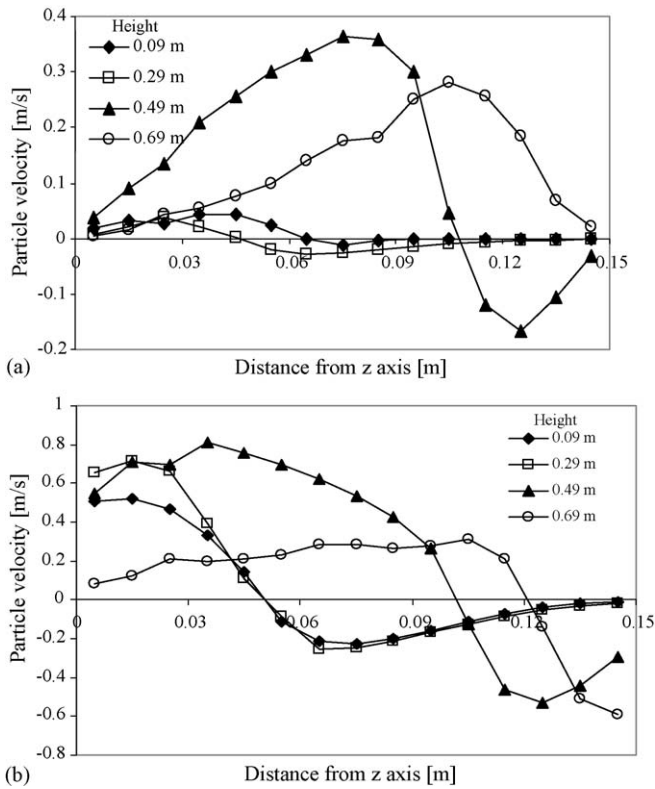 0.4
0.3
0.2
0.1
0
-0.1
-0.2
Particle velocity [m/s]
Height
0.09 m
0.29 m
0.49 m
0.69 m
0.03
0.06
0.09
0.12
0.15
(a)
Distance from z axis [m]
1
0.8
0.6
0.4
0.2
0
-0.2
-0.4
-0.6
-0.8
Particle velocity [m/s]
Height
0.09 m
0.29 m
0.49 m
0.69 m
0
0.03
0.06
0.09
0.12
0.15
(b)
Distance from z axis [m]